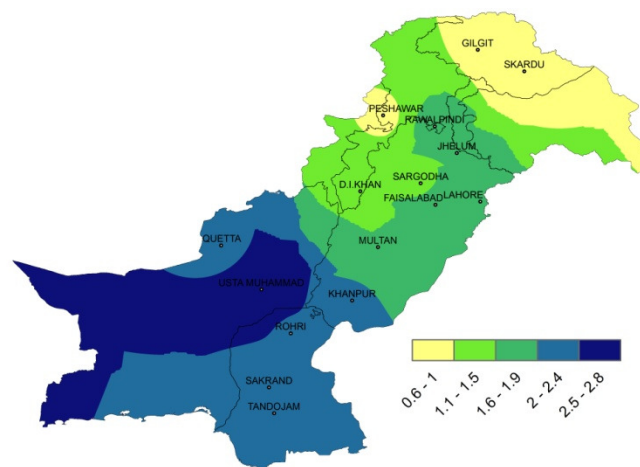 GILGIT
SKARDU
PESHAWAR
RAWALPINDI
JHELUM
SARGODHA
D.I.KHAN
FAISALABAD
LAHORE
QUETTA
MULTAN
USTA MUHAMMAD
KHANPUR
ROHRI
SAKRAND
TANDOJAM
0.6 - 1
1.1 - 1.5
1.6 - 1.9
2 - 2.4
2.5 - 2.8